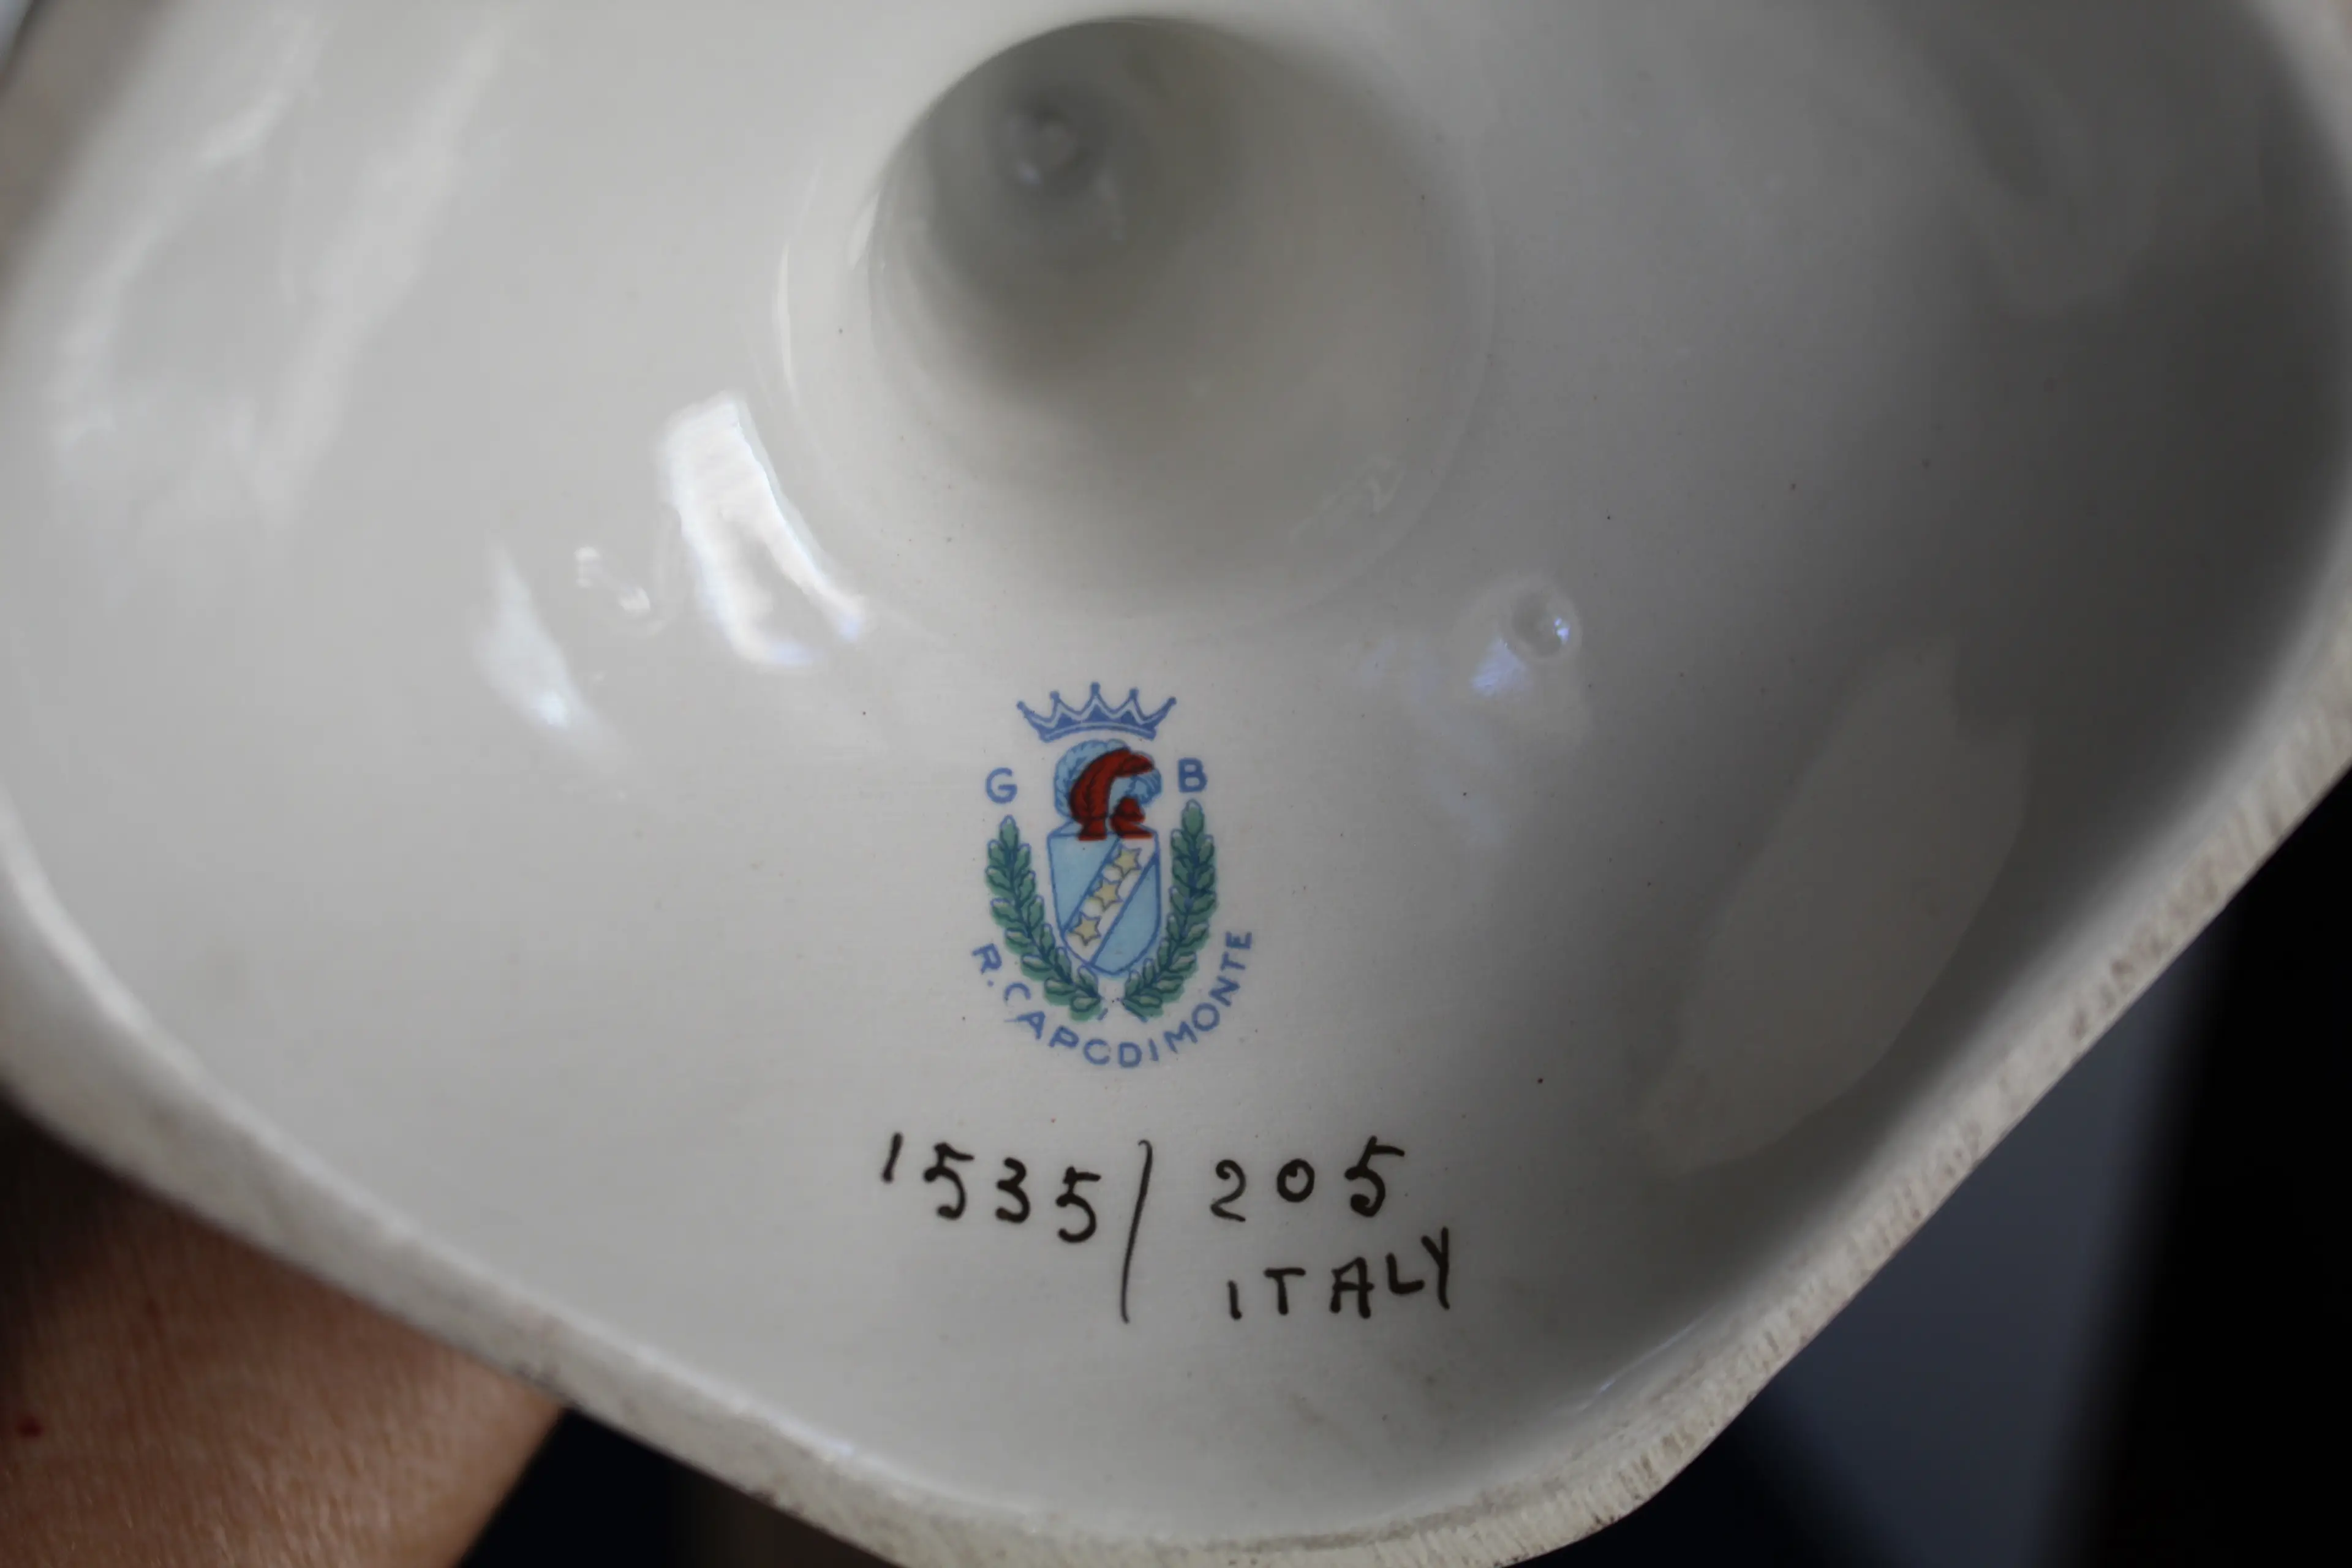 G B
R. CAPODIMONTE
1535/205
ITALY